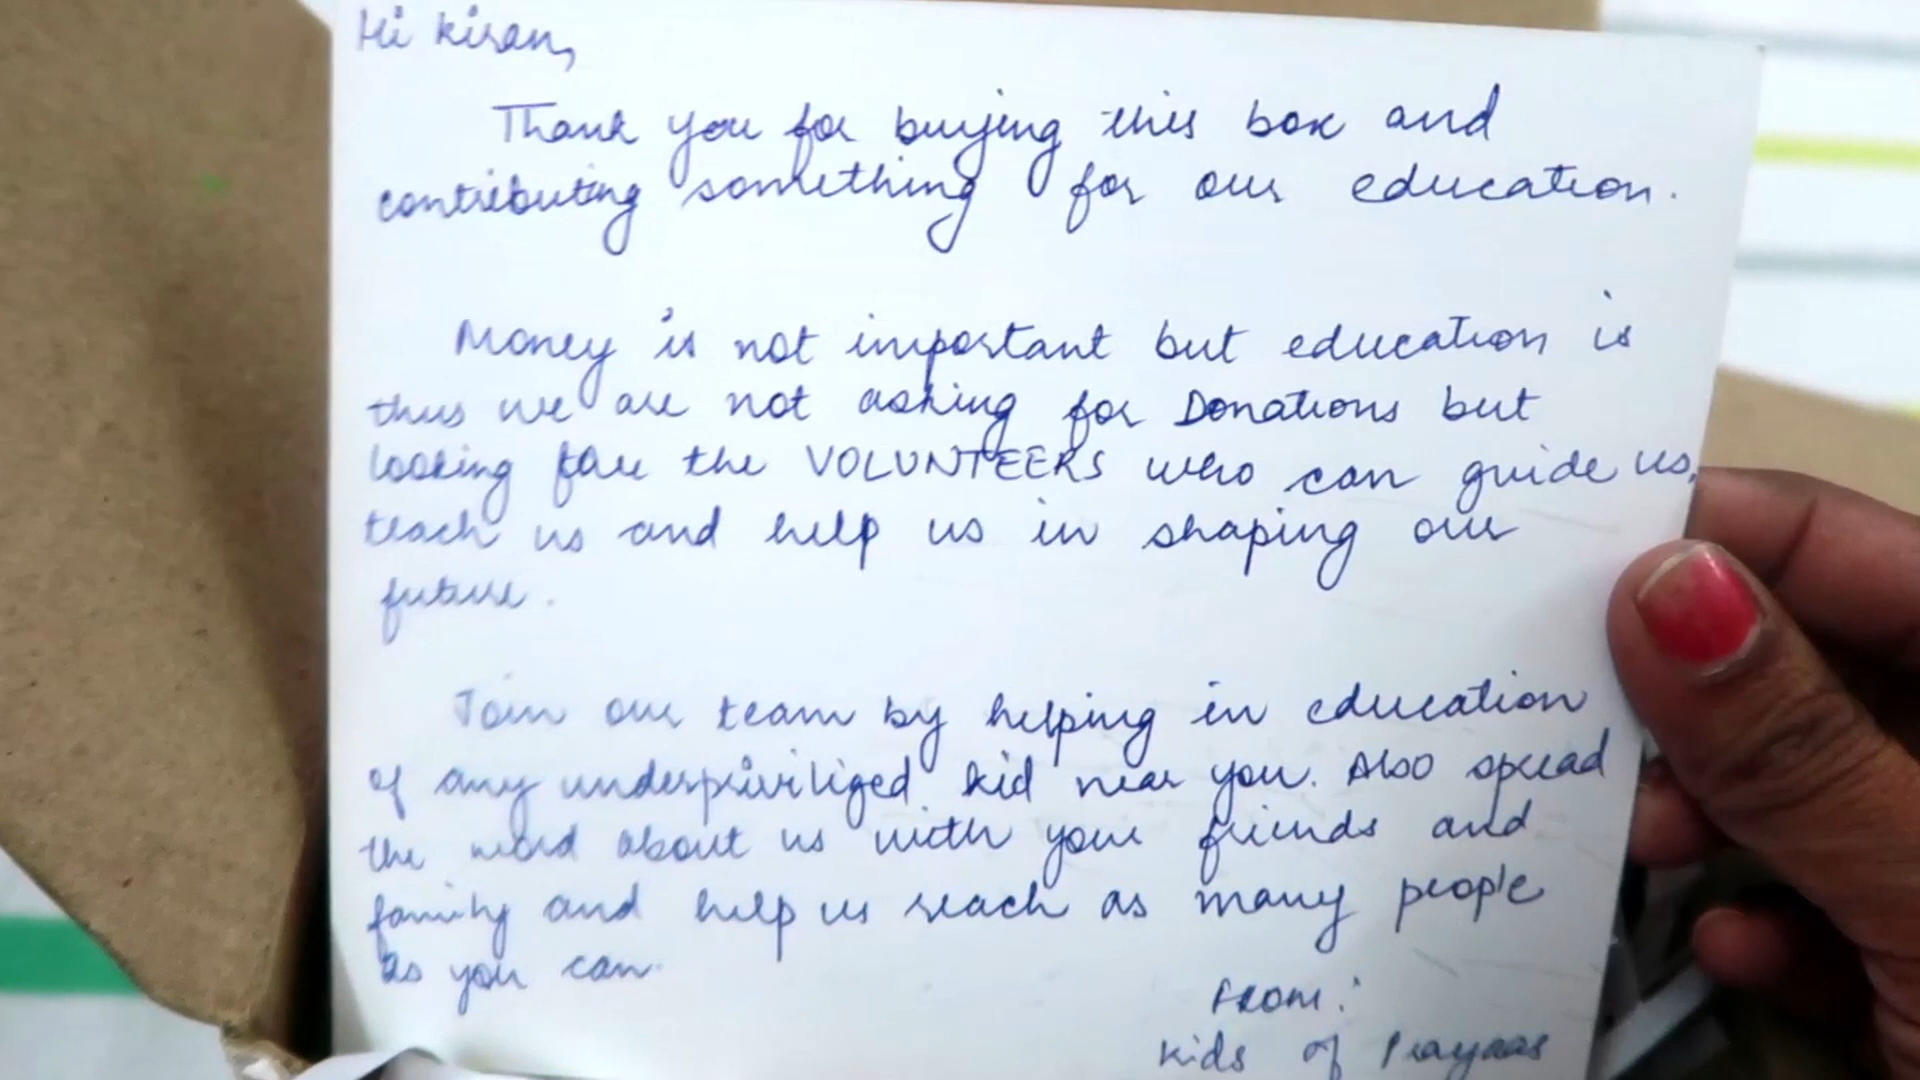 Hi Kiran,
Thank you for buying this box and
contributing something for our education.
Money is not important but education is
thus we are not asking for Donations but
looking for the VOLUNTEERS who can guide us,
teach us and help us in shaping our
future.
Join our team by helping in education
of any underpriviliged kid near you. Also spread
the word about us with your friends and
family and help us reach as many people
as you can.
From:
Kids of Prayaas